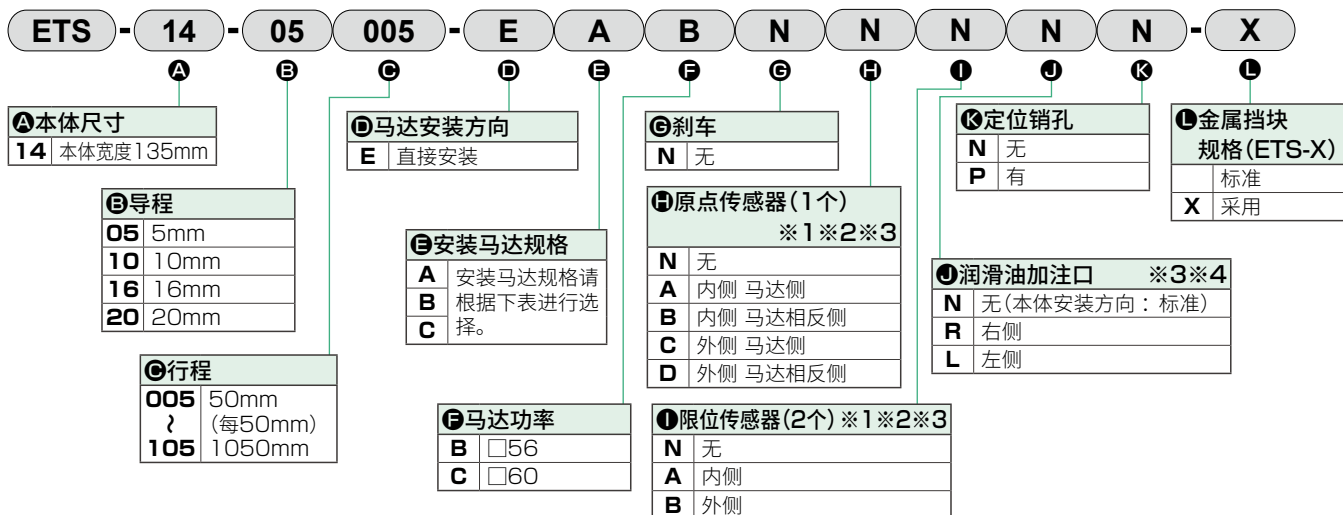 ETS - 14 - 05 005 - E A B N N N N N - X
A B C D E F G H I J K L
A本体尺寸
14 本体宽度135mm
B导程
05 5mm
10 10mm
16 16mm
20 20mm
C行程
005 50mm
~ (每50mm)
105 1050mm
D马达安装方向
E 直接安装
E安装马达规格
A 安装马达规格请
B 根据下表进行选
C 择。
F马达功率
B □56
C □60
G刹车
N 无
H原点传感器(1个)
※1※2※3
N 无
A 内侧 马达侧
B 内侧 马达相反侧
C 外侧 马达侧
D 外侧 马达相反侧
I限位传感器(2个)※1※2※3
N 无
A 内侧
B 外侧
J润滑油加注口 ※3※4
N 无(本体安装方向：标准)
R 右侧
L 左侧
K定位销孔
N 无
P 有
L金属挡块
规格(ETS-X)
标准
X 采用